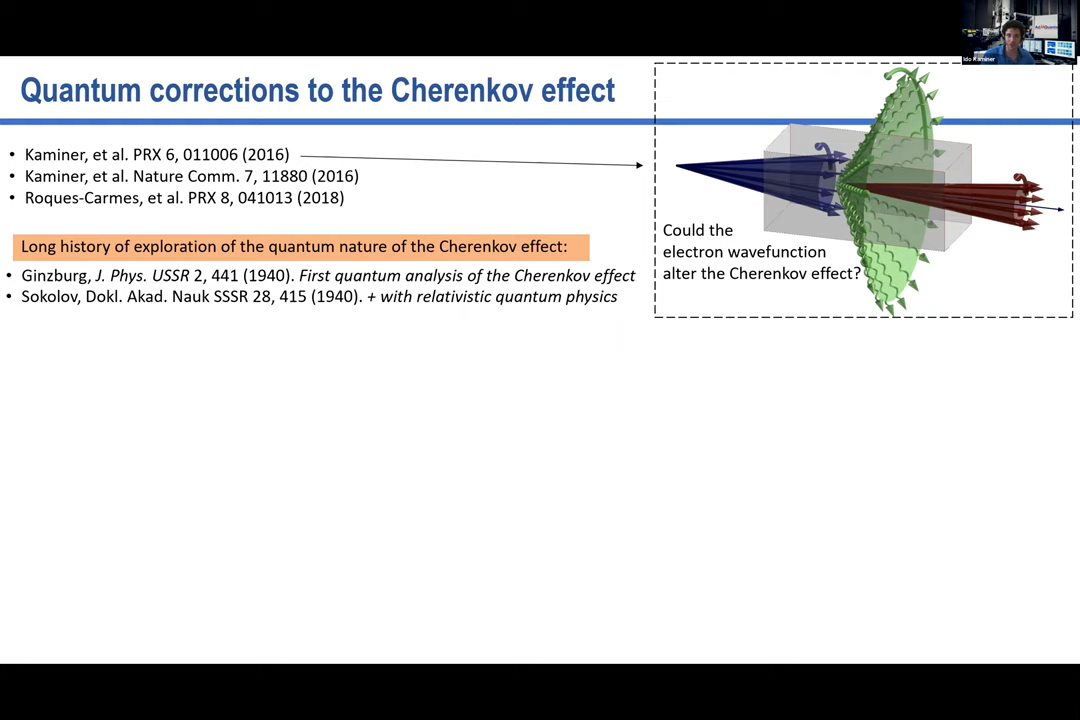 Ido Kaminer
Quantum corrections to the Cherenkov effect
• Kaminer, et al. PRX 6, 011006 (2016)
• Kaminer, et al. Nature Comm. 7, 11880 (2016)
• Roques-Carmes, et al. PRX 8, 041013 (2018)
Long history of exploration of the quantum nature of the Cherenkov effect:
• Ginzburg, J. Phys. USSR 2, 441 (1940). First quantum analysis of the Cherenkov effect
• Sokolov, Dokl. Akad. Nauk SSSR 28, 415 (1940). + with relativistic quantum physics
Could the
electron wavefunction
alter the Cherenkov effect?